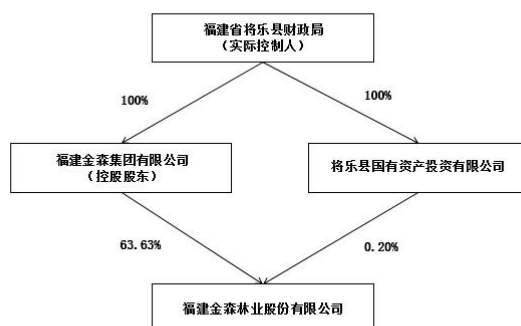 福建省将乐县财政局
（实际控制人）
100%
100%
福建金森集团有限公司
（控股股东）
将乐县国有资产投资有限公司
63.63%
0.20%
福建金森林业股份有限公司